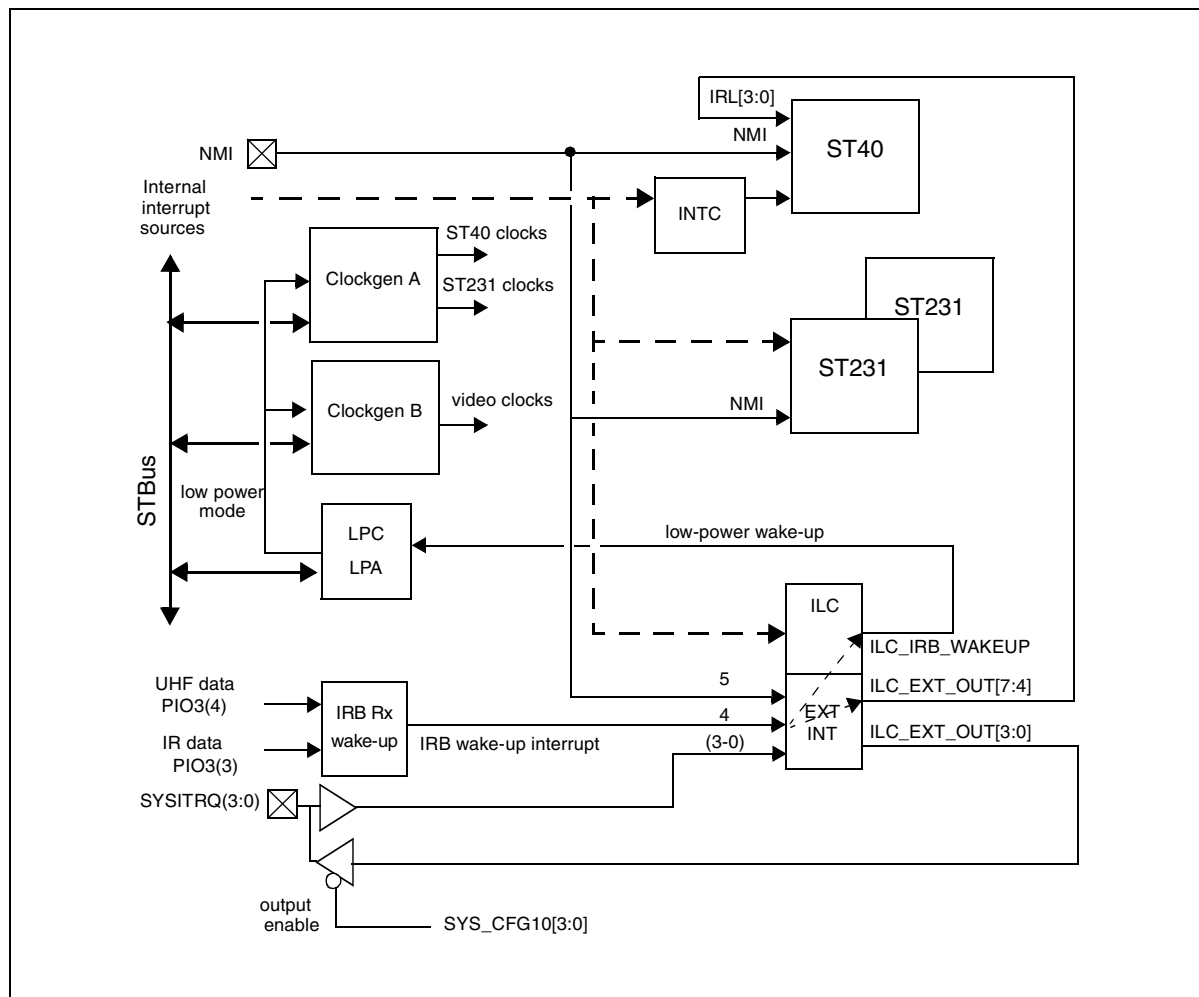 IRL[3:0]
NMI
NMI
ST40
Internal
interrupt
sources
INTC
ST40 clocks
Clockgen A
ST231 clocks
ST231
ST231
Clockgen B
video clocks
NMI
STBus
low power
mode
LPC
LPA
low-power wake-up
ILC
ILC_IRB_WAKEUP
UHF data
PIO3(4)
IRB Rx
wake-up
5
ILC_EXT_OUT[7:4]
4
EXT
INT
IR data
PIO3(3)
IRB wake-up interrupt
(3-0)
ILC_EXT_OUT[3:0]
SYSITRQ(3:0)
output
enable
SYS_CFG10[3:0]